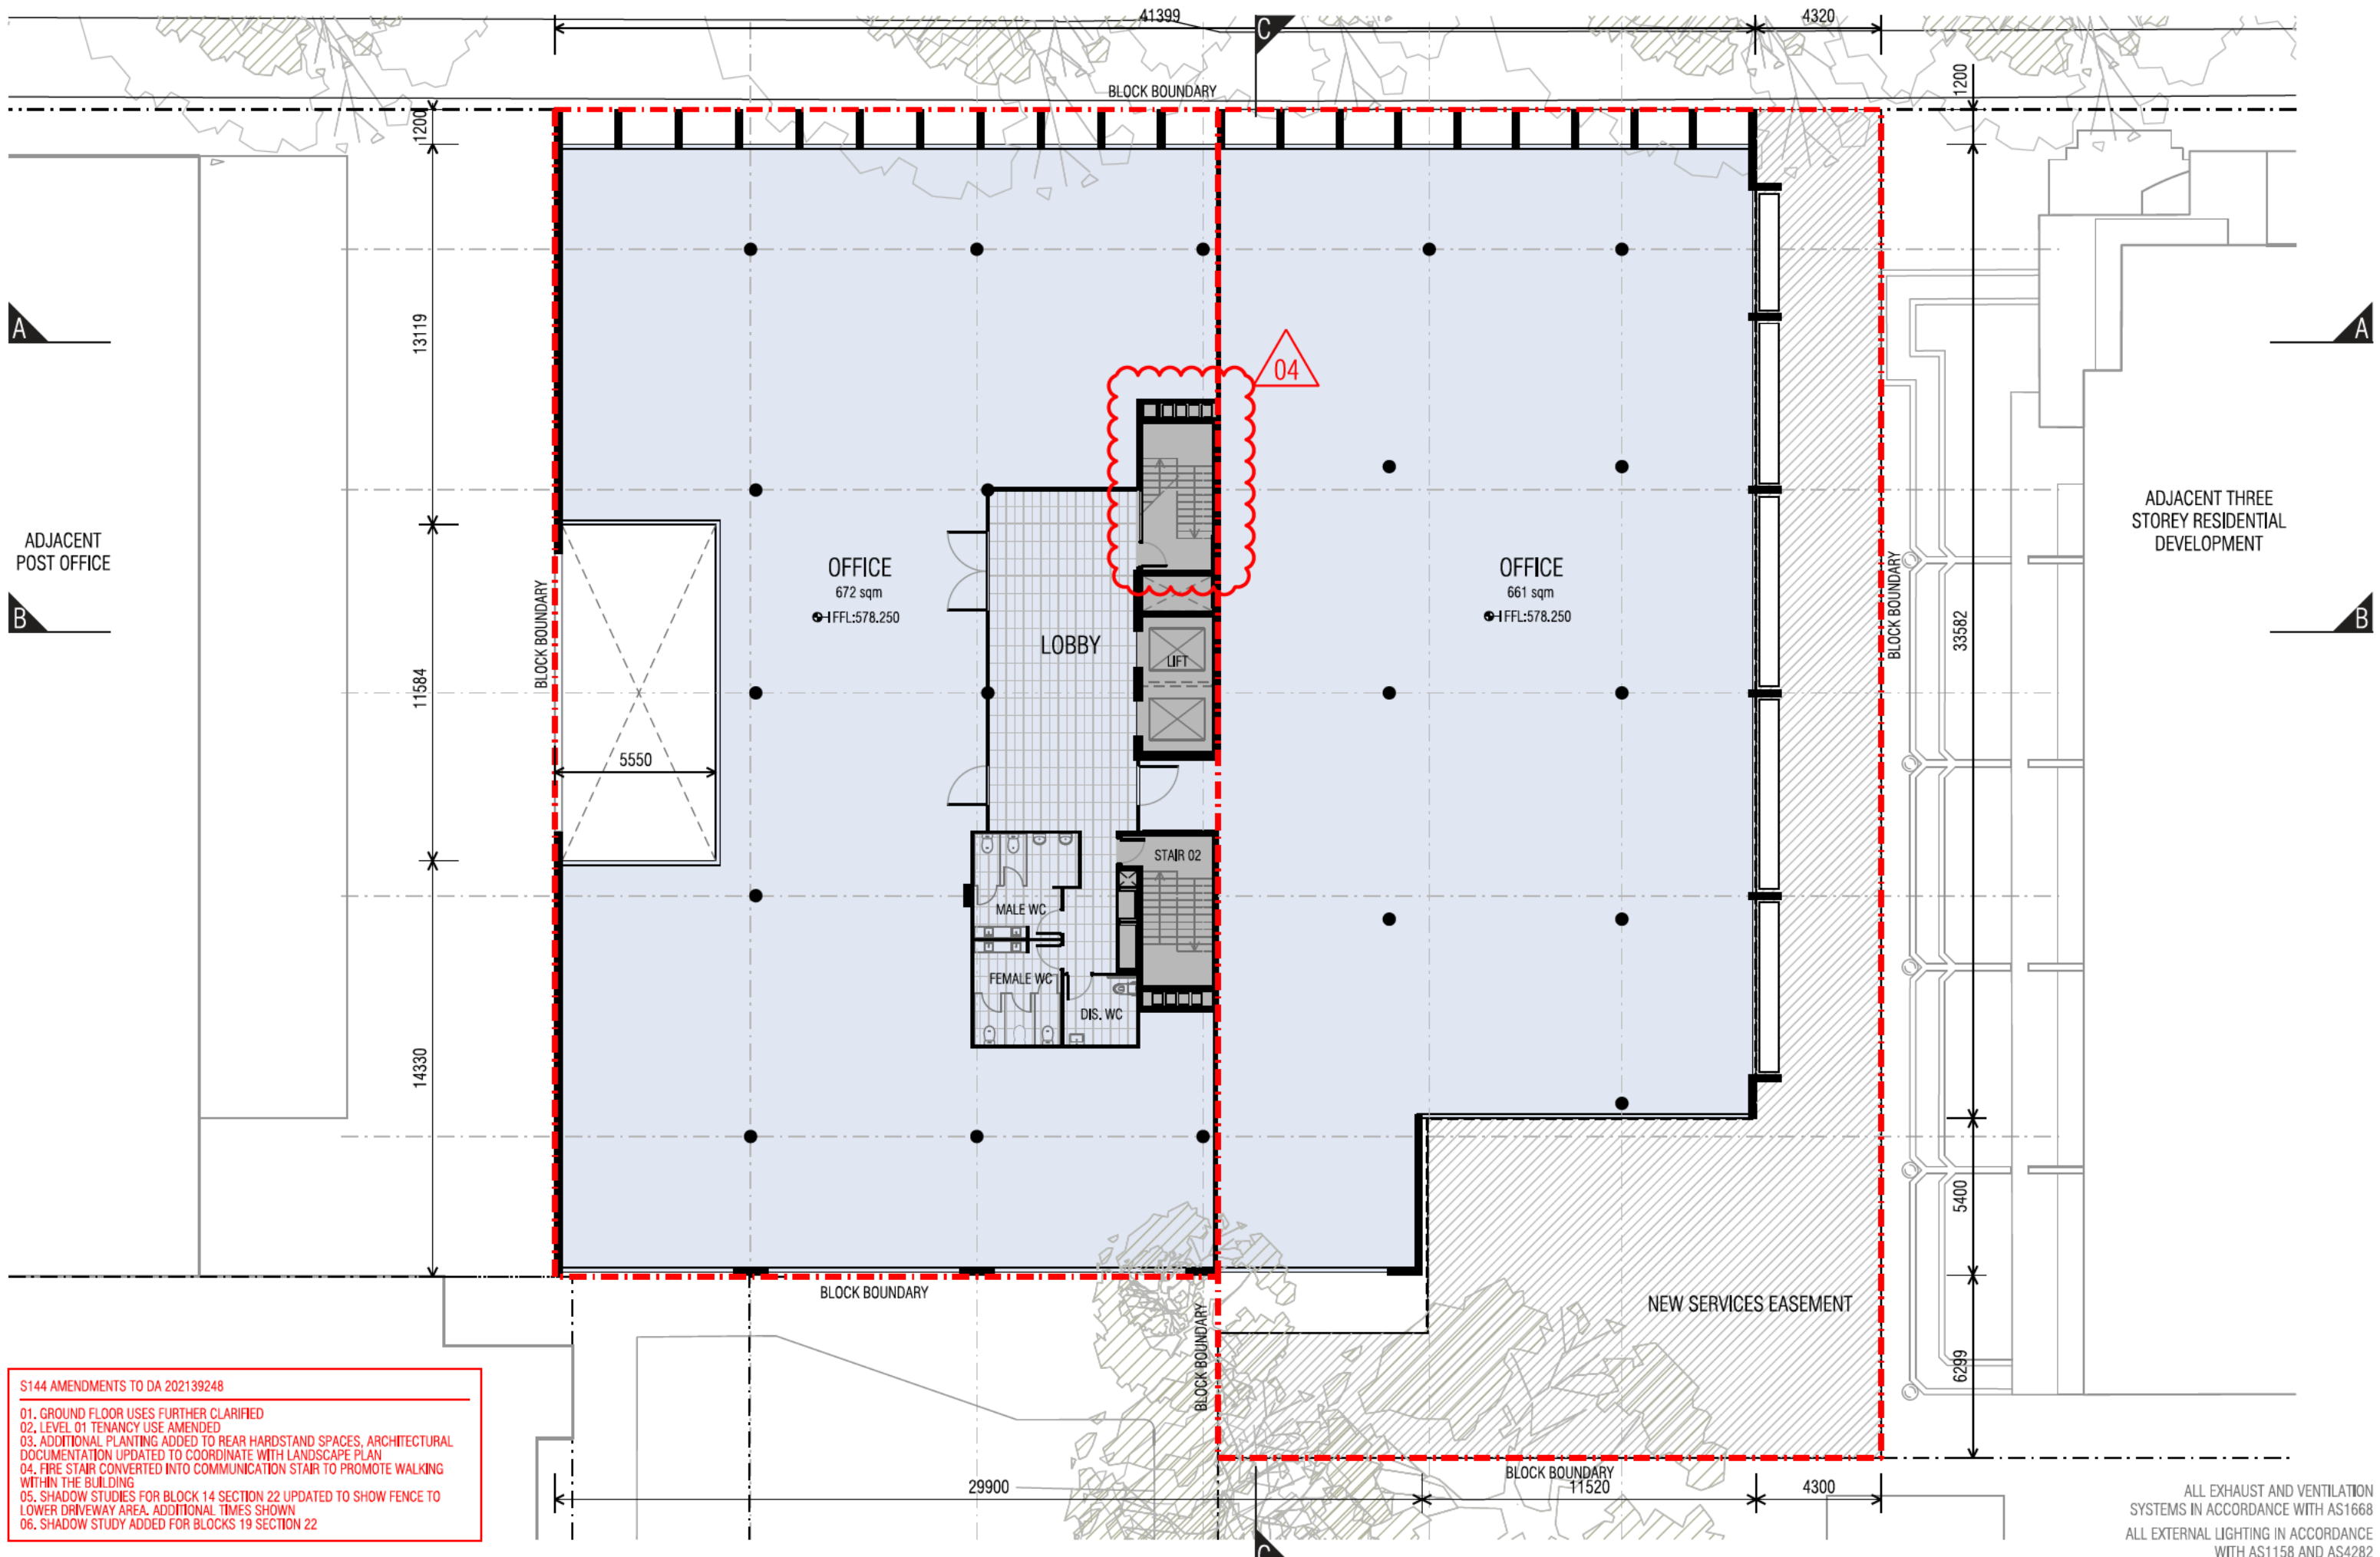 41399
C
4320
1200
BLOCK BOUNDARY
1200
13119
A
A
04
ADJACENT THREE
STOREY RESIDENTIAL
DEVELOPMENT
ADJACENT
POST OFFICE
OFFICE
672 sqm
FFL:578.250
OFFICE
661 sqm
FFL:578.250
B
B
BLOCK BOUNDARY
BLOCK BOUNDARY
33582
LOBBY
LIFT
11584
5550
STAIR 02
MALE WC
FEMALE WC
DIS. WC
14330
5400
BLOCK BOUNDARY
NEW SERVICES EASEMENT
BLOCK BOUNDARY
6299
S144 AMENDMENTS TO DA 202139248
01. GROUND FLOOR USES FURTHER CLARIFIED
02. LEVEL 01 TENANCY USE AMENDED
03. ADDITIONAL PLANTING ADDED TO REAR HARDSTAND SPACES, ARCHITECTURAL
DOCUMENTATION UPDATED TO COORDINATE WITH LANDSCAPE PLAN
04. FIRE STAIR CONVERTED INTO COMMUNICATION STAIR TO PROMOTE WALKING
WITHIN THE BUILDING
05. SHADOW STUDIES FOR BLOCK 14 SECTION 22 UPDATED TO SHOW FENCE TO
LOWER DRIVEWAY AREA. ADDITIONAL TIMES SHOWN
06. SHADOW STUDY ADDED FOR BLOCKS 19 SECTION 22
BLOCK BOUNDARY
29900
11520
4300
C
ALL EXHAUST AND VENTILATION
SYSTEMS IN ACCORDANCE WITH AS1668
ALL EXTERNAL LIGHTING IN ACCORDANCE
WITH AS1158 AND AS4282